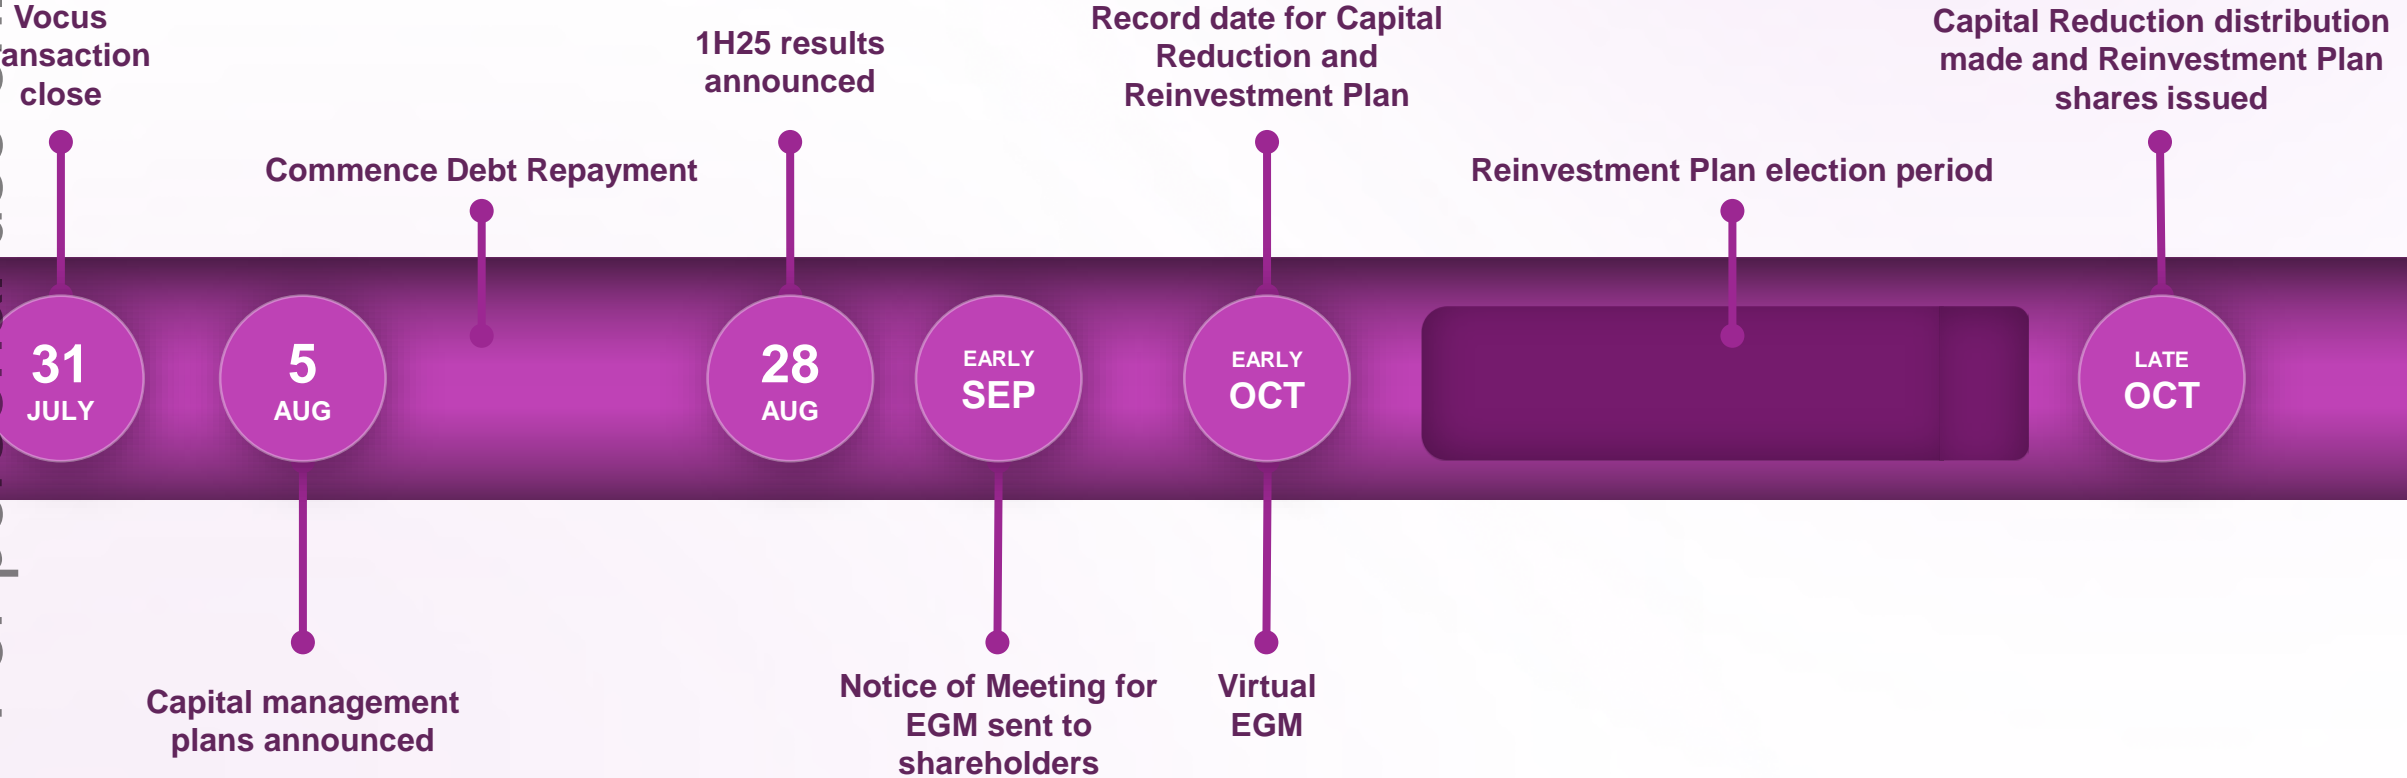 Vocus
ansaction
close
Commence Debt Repayment
1H25 results
announced
Record date for Capital
Reduction and
Reinvestment Plan
Reinvestment Plan election period
Capital Reduction distribution
made and Reinvestment Plan
shares issued
31
JULY
5
AUG
28
AUG
EARLY
SEP
EARLY
OCT
LATE
OCT
Capital management
plans announced
Notice of Meeting for
EGM sent to
shareholders
Virtual
EGM